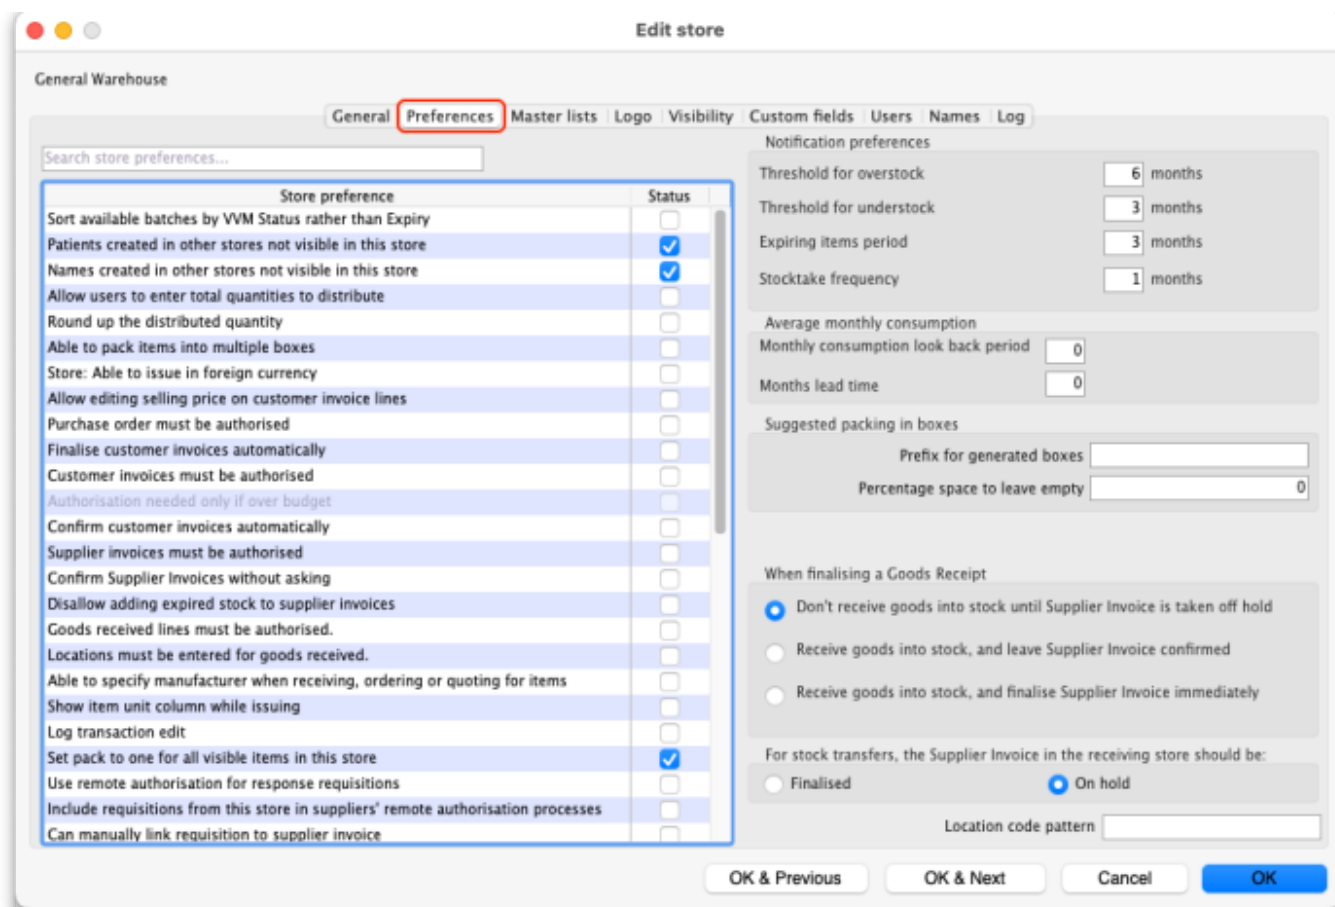 Edit store
General Warehouse
General Preferences Master lists Logo Visibility Custom fields Users Names Log
Search store preferences...
Store preference Status
Sort available batches by VVM Status rather than Expiry
Patients created in other stores not visible in this store
Names created in other stores not visible in this store
Allow users to enter total quantities to distribute
Round up the distributed quantity
Able to pack items into multiple boxes
Store: Able to issue in foreign currency
Allow editing selling price on customer invoice lines
Purchase order must be authorised
Finalise customer invoices automatically
Customer invoices must be authorised
Authorisation needed only if over budget
Confirm customer invoices automatically
Supplier invoices must be authorised
Confirm Supplier Invoices without asking
Disallow adding expired stock to supplier invoices
Goods received lines must be authorised.
Locations must be entered for goods received.
Able to specify manufacturer when receiving, ordering or quoting for items
Show item unit column while issuing
Log transaction edit
Set pack to one for all visible items in this store
Use remote authorisation for response requisitions
Include requisitions from this store in suppliers' remote authorisation processes
Can manually link requisition to supplier invoice
Notification preferences
Threshold for overstock 6 months
Threshold for understock 3 months
Expiring items period 3 months
Stocktake frequency 1 months
Average monthly consumption
Monthly consumption look back period 0
Months lead time 0
Suggested packing in boxes
Prefix for generated boxes
Percentage space to leave empty 0
When finalising a Goods Receipt
Don't receive goods into stock until Supplier Invoice is taken off hold
Receive goods into stock, and leave Supplier Invoice confirmed
Receive goods into stock, and finalise Supplier Invoice immediately
For stock transfers, the Supplier Invoice in the receiving store should be:
Finalised On hold
Location code pattern
OK & Previous OK & Next Cancel OK